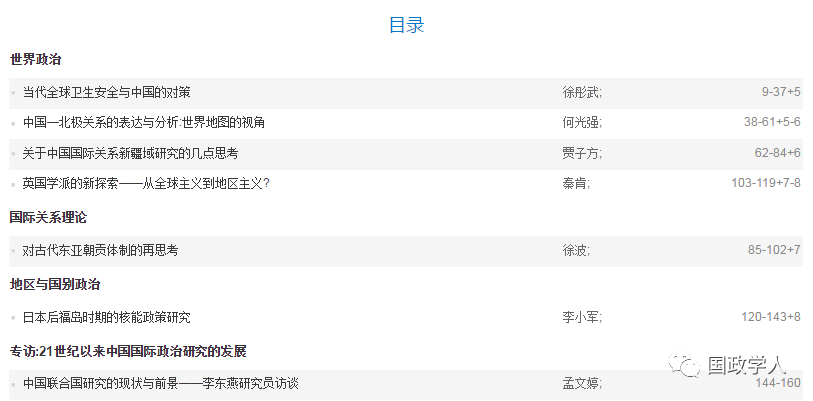 目录
世界政治
当代全球卫生安全与中国的对策 徐彤武; 9-37+5
中国—北极关系的表达与分析:世界地图的视角 何光强; 38-61+5-6
关于中国国际关系新疆域研究的几点思考 贾子方; 62-84+6
英国学派的新探索——从全球主义到地区主义? 秦肯; 103-119+7-8
国际关系理论
对古代东亚朝贡体制的再思考 徐波; 85-102+7
地区与国别政治
日本后福岛时期的核能政策研究 李小军; 120-143+8
专访:21世纪以来中国国际政治研究的发展
中国联合国研究的现状与前景——李东燕研究员访谈 孟文婷; 144-160
国政学人